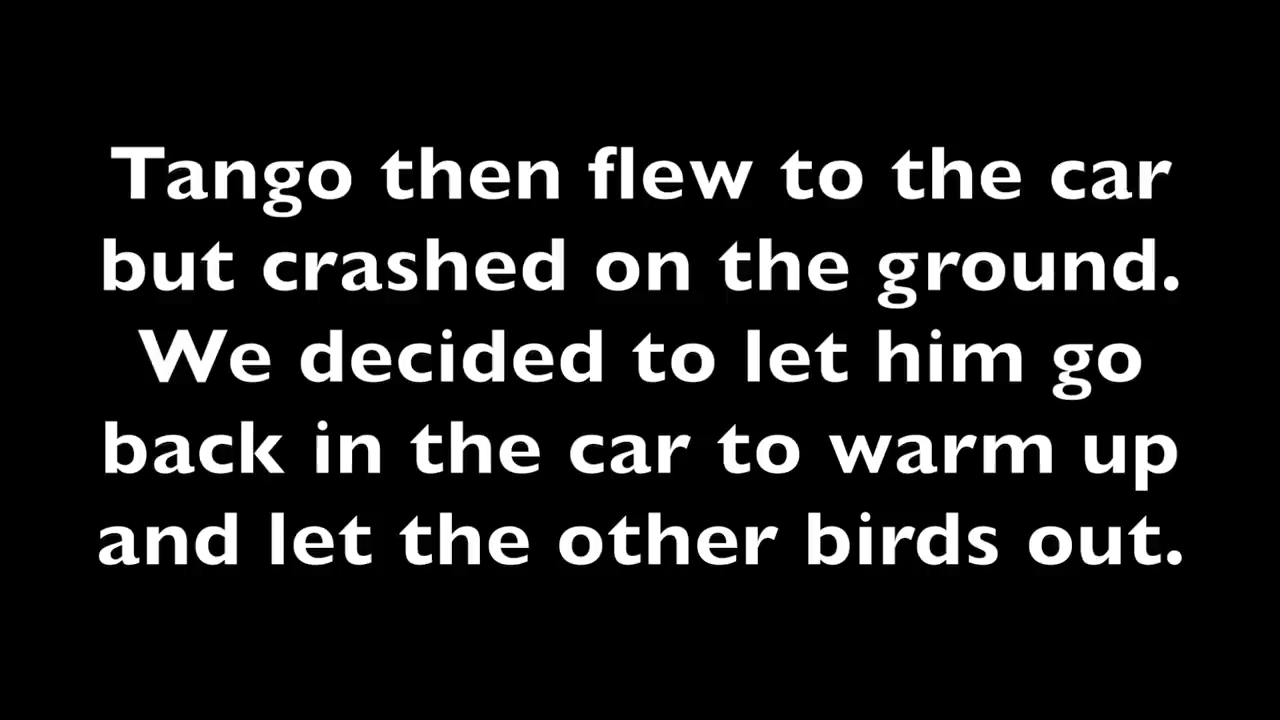 Tango then flew to the car
but crashed on the ground.
We decided to let him go
back in the car to warm up
and let the other birds out.